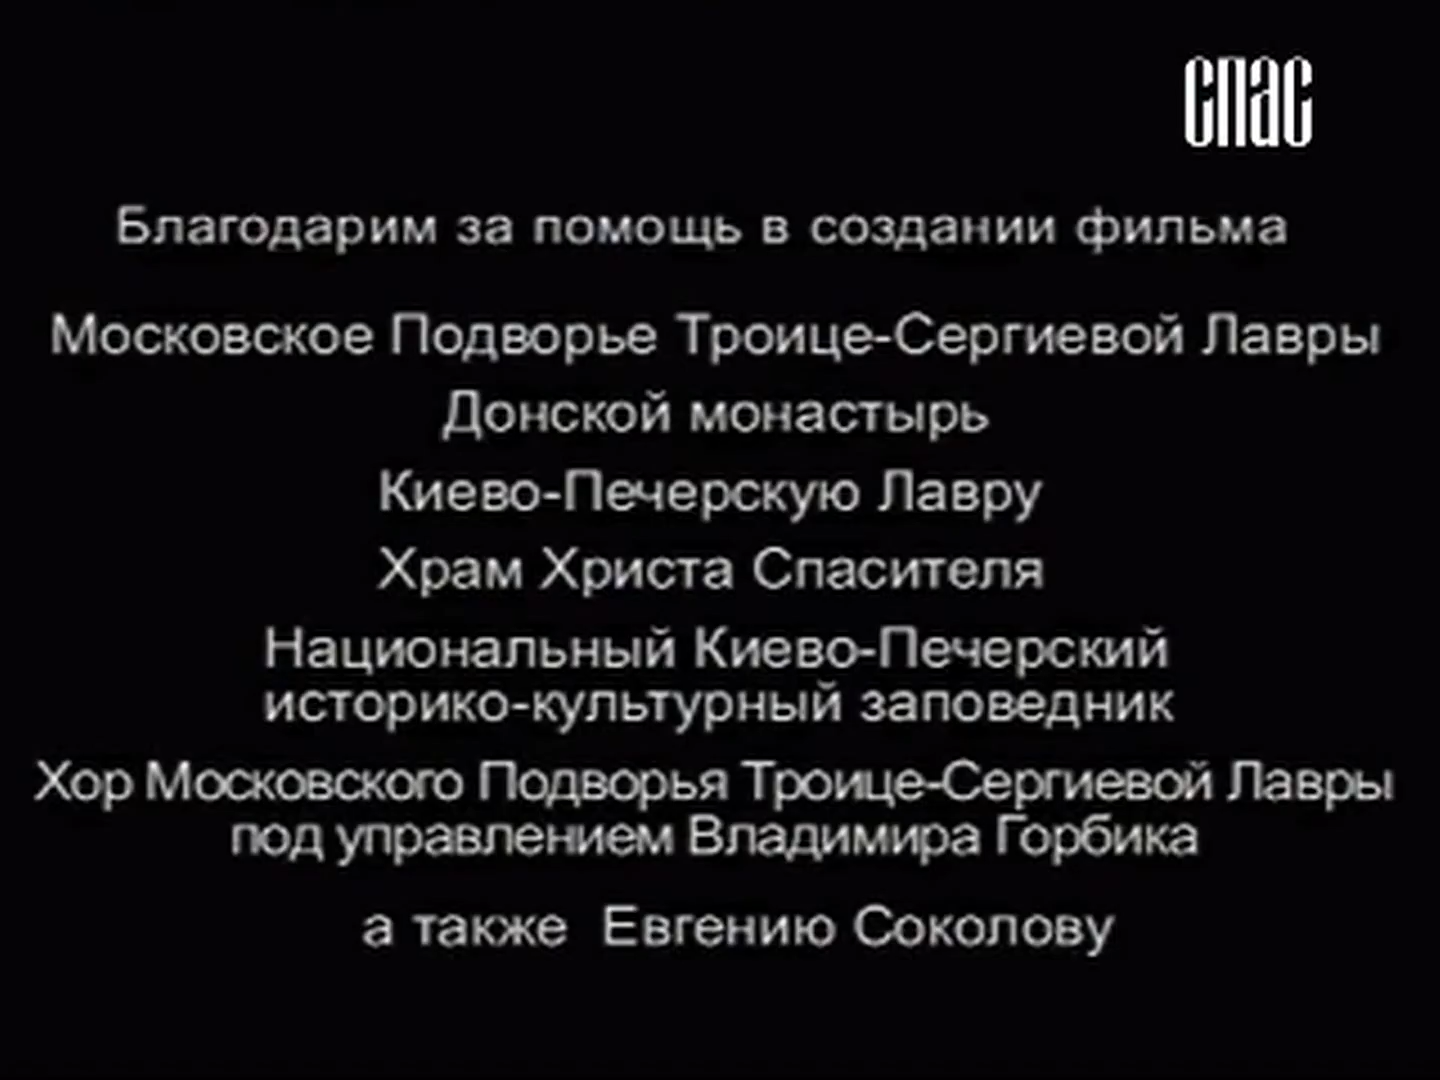 спас
Благодарим за помощь в создании фильма
Московское Подворье Троице-Сергиевой Лавры
Донской монастырь
Киево-Печерскую Лавру
Храм Христа Спасителя
Национальный Киево-Печерский
историко-культурный заповедник
Хор Московского Подворья Троице-Сергиевой Лавры
под управлением Владимира Горбика
а также Евгению Соколову